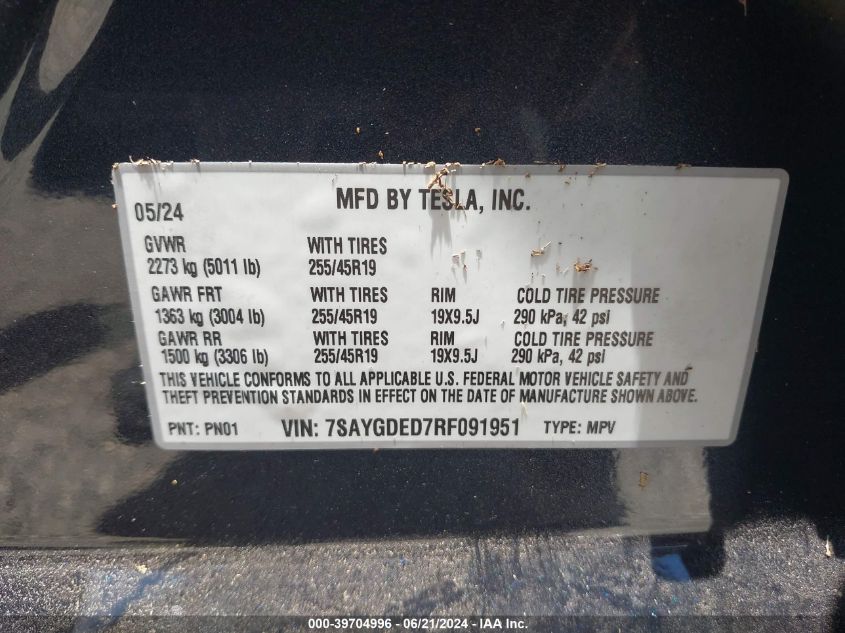 MFD BY TESLA, INC.
05/24
GVWR WITH TIRES
2273 kg (5011 lb) 255/45R19
GAWR FRT WITH TIRES RIM COLD TIRE PRESSURE
1363 kg (3004 lb) 255/45R19 19X9.5J 290 kPa, 42 psi
GAWR RR WITH TIRES RIM COLD TIRE PRESSURE
1500 kg (3306 lb) 255/45R19 19X9.5J 290 kPa, 42 psi
THIS VEHICLE CONFORMS TO ALL APPLICABLE U.S. FEDERAL MOTOR VEHICLE SAFETY AND
THEFT PREVENTION STANDARDS IN EFFECT ON THE DATE OF MANUFACTURE SHOWN ABOVE.
PNT: PN01 VIN: 7SAYGDED7RF091951 TYPE: MPV
000-39704996 - 06/21/2024 - IAA, Inc.